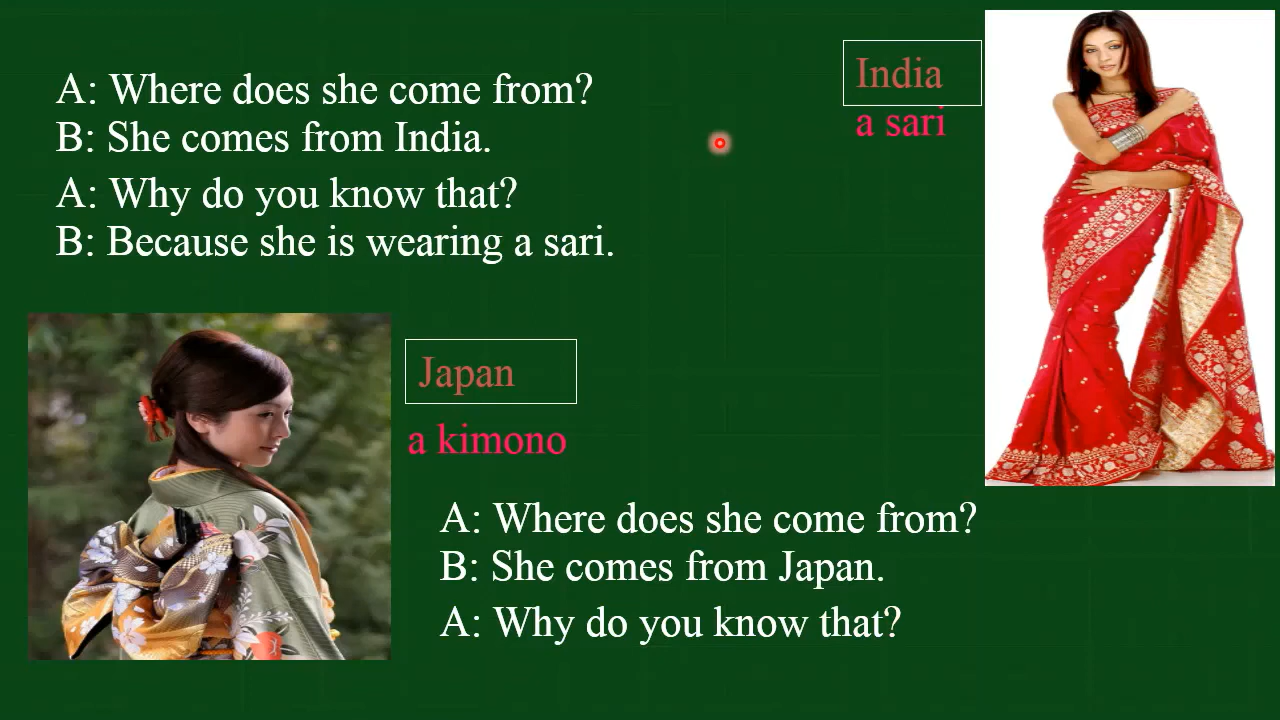 A: Where does she come from?
B: She comes from India.
A: Why do you know that?
B: Because she is wearing a sari.
India
a sari
Japan
a kimono
A: Where does she come from?
B: She comes from Japan.
A: Why do you know that?